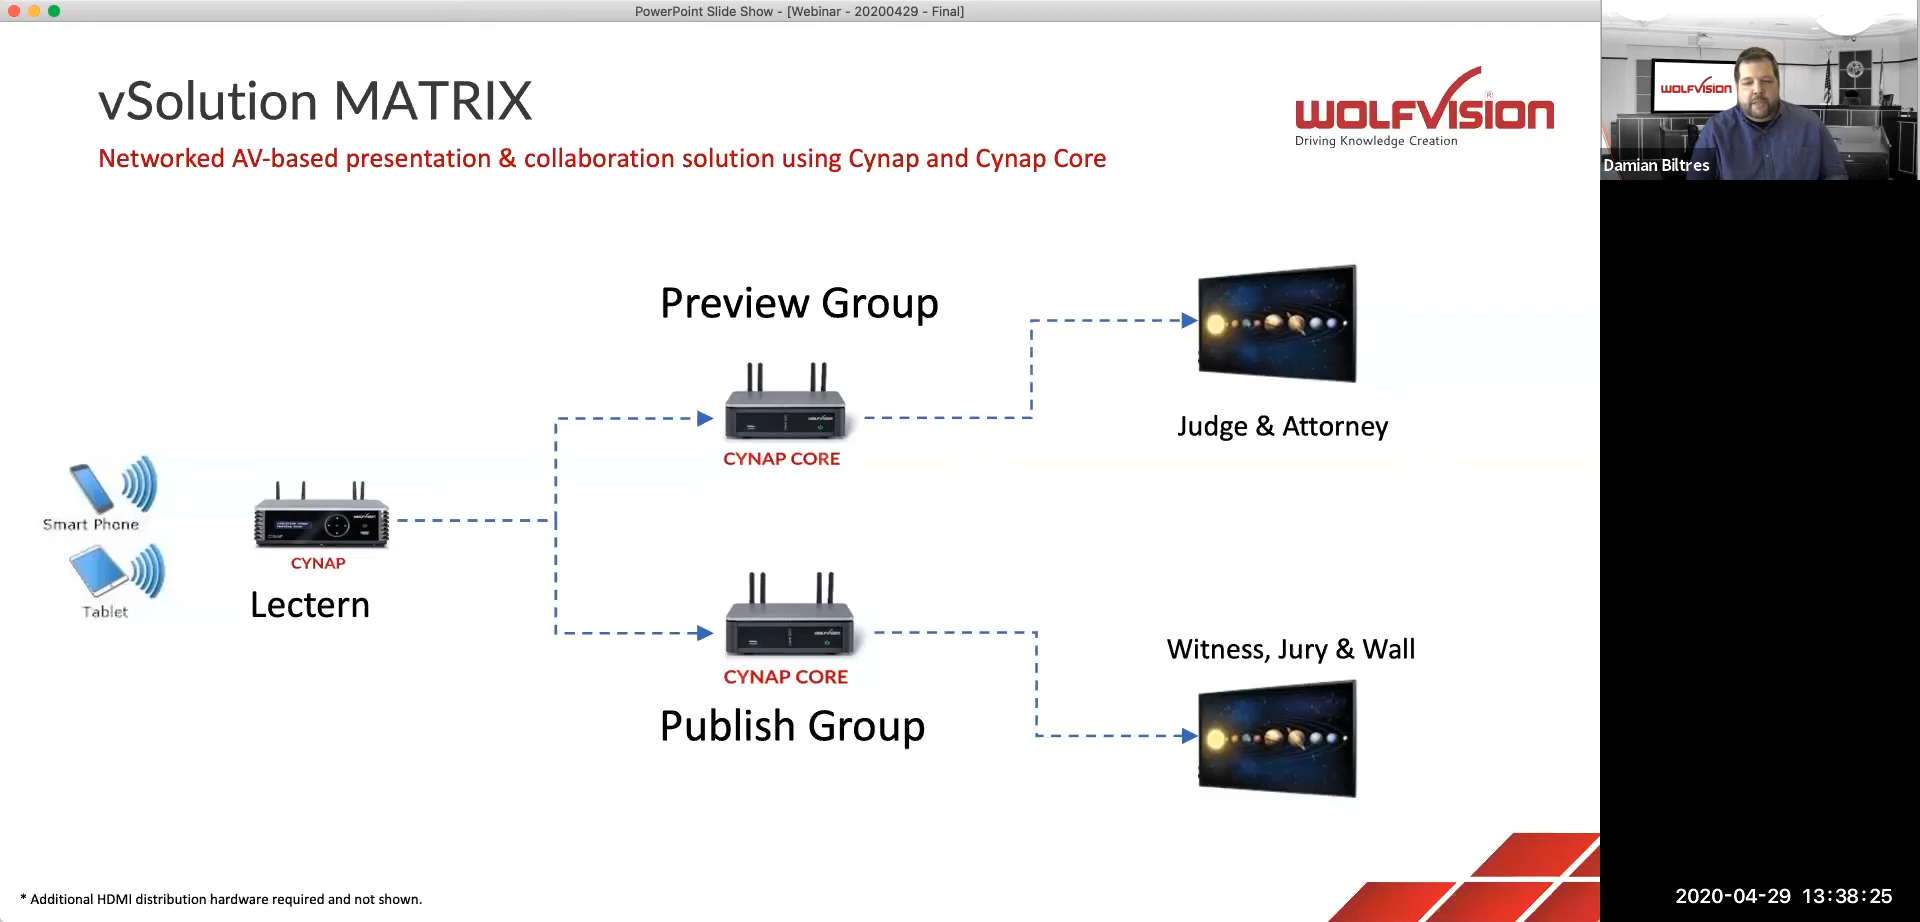 PowerPoint Slide Show - [Webinar - 20200429 - Final]
vSolution MATRIX
Networked AV-based presentation & collaboration solution using Cynap and Cynap Core
WOLFVISION®
Driving Knowledge Creation
WOLFVISION
Damian Biltres
Preview Group
CYNAP CORE
Judge & Attorney
Smart Phone
Tablet
CYNAP
Lectern
CYNAP CORE
Publish Group
Witness, Jury & Wall
* Additional HDMI distribution hardware required and not shown.
2020-04-29 13:38:25